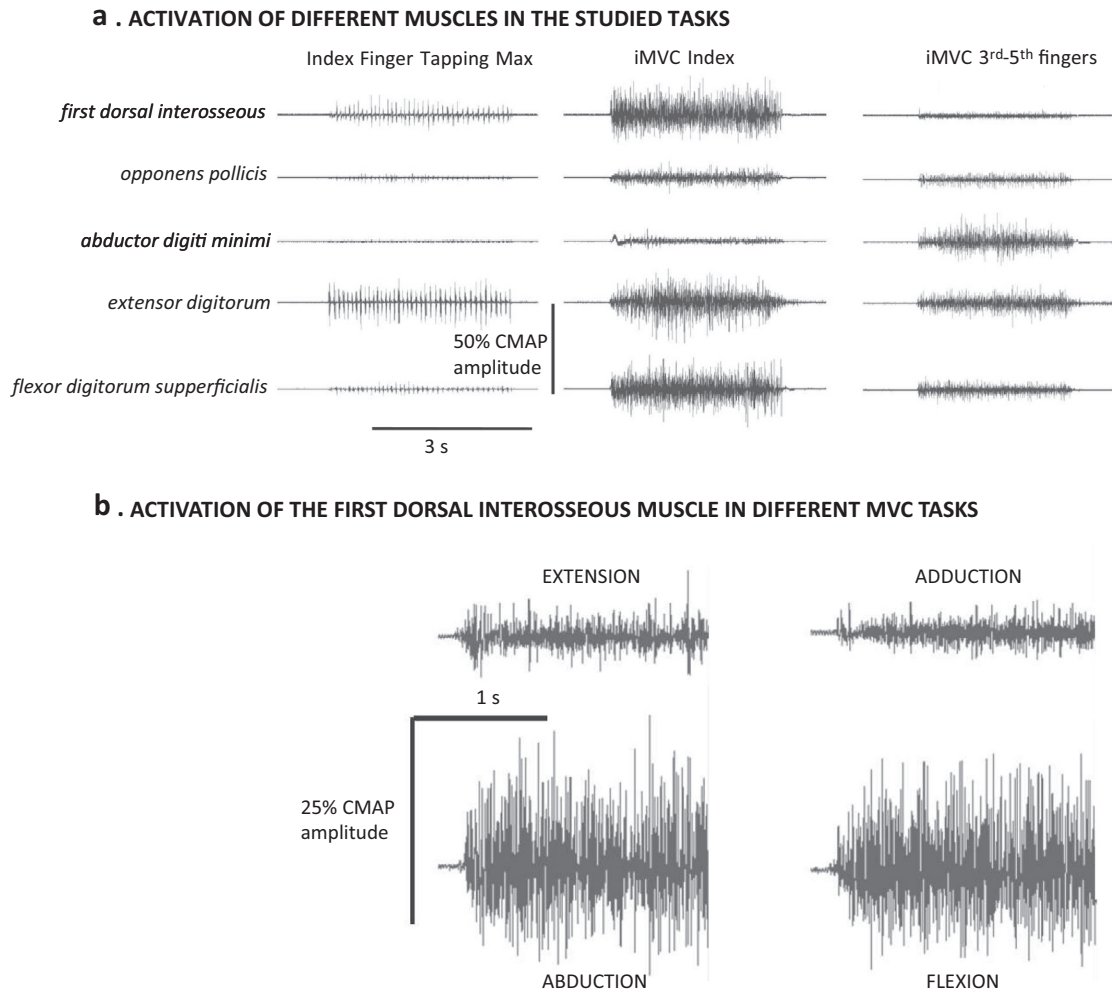 a . ACTIVATION OF DIFFERENT MUSCLES IN THE STUDIED TASKS
Index Finger Tapping Max
iMVC Index
iMVC 3rd-5th fingers
first dorsal interosseous
opponens pollicis
abductor digiti minimi
extensor digitorum
50% CMAP
amplitude
flexor digitorum supperficialis
3 s
b . ACTIVATION OF THE FIRST DORSAL INTEROSSEOUS MUSCLE IN DIFFERENT MVC TASKS
EXTENSION
ADDUCTION
1 s
25% CMAP
amplitude
ABDUCTION
FLEXION